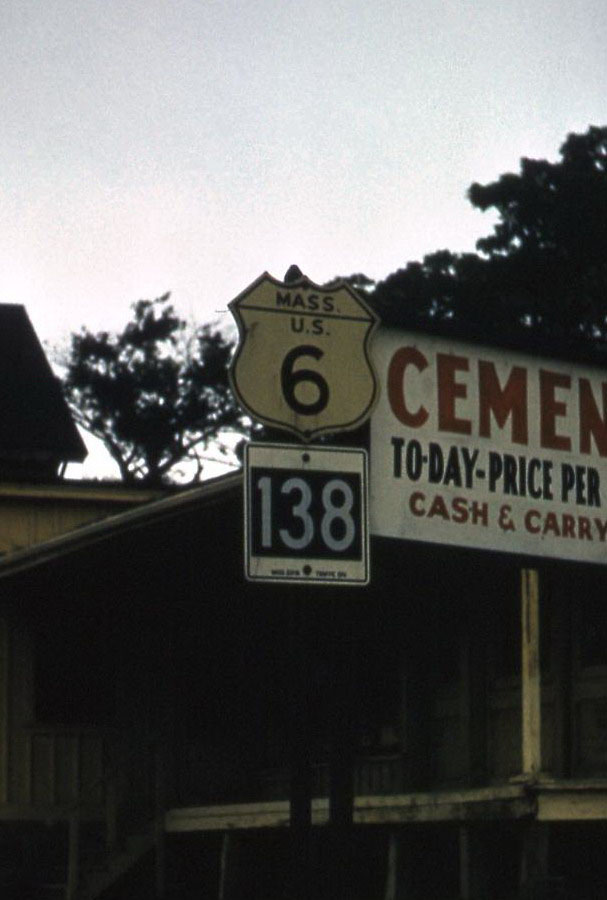 MASS.
U.S.
6
138
CEMEN
TO-DAY-PRICE PER
CASH & CARRY